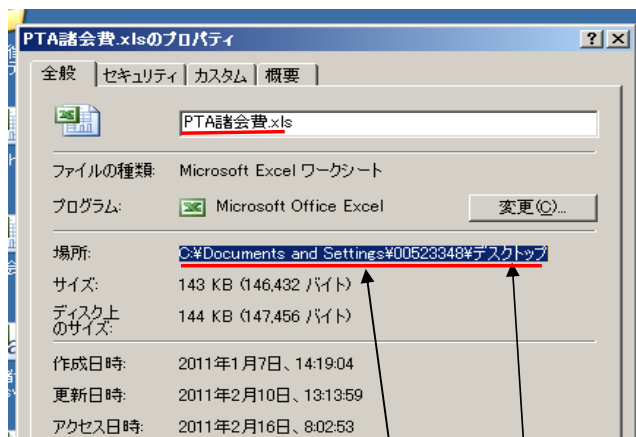 PTA諸会費.xlsのプロパティ
全般 セキュリティ カスタム 概要
PTA諸会費.xls
ファイルの種類: Microsoft Excel ワークシート
プログラム: Microsoft Office Excel 変更(C)...
場所: C:¥Documents and Settings¥00523348¥デスクトップ
サイズ: 143 KB (146,432 バイト)
ディスク上
のサイズ: 144 KB (147,456 バイト)
作成日時: 2011年1月7日、14:19:04
更新日時: 2011年2月10日、13:13:59
アクセス日時: 2011年2月16日、8:02:53